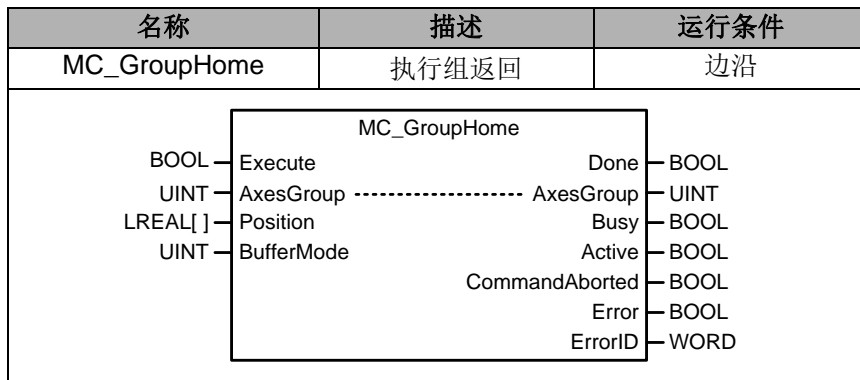 名称 描述 运行条件
MC_GroupHome 执行组返回 边沿
MC_GroupHome
BOOL Execute Done BOOL
UINT AxesGroup AxesGroup UINT
LREAL[ ] Position Busy BOOL
UINT BufferMode Active BOOL
CommandAborted BOOL
Error BOOL
ErrorID WORD